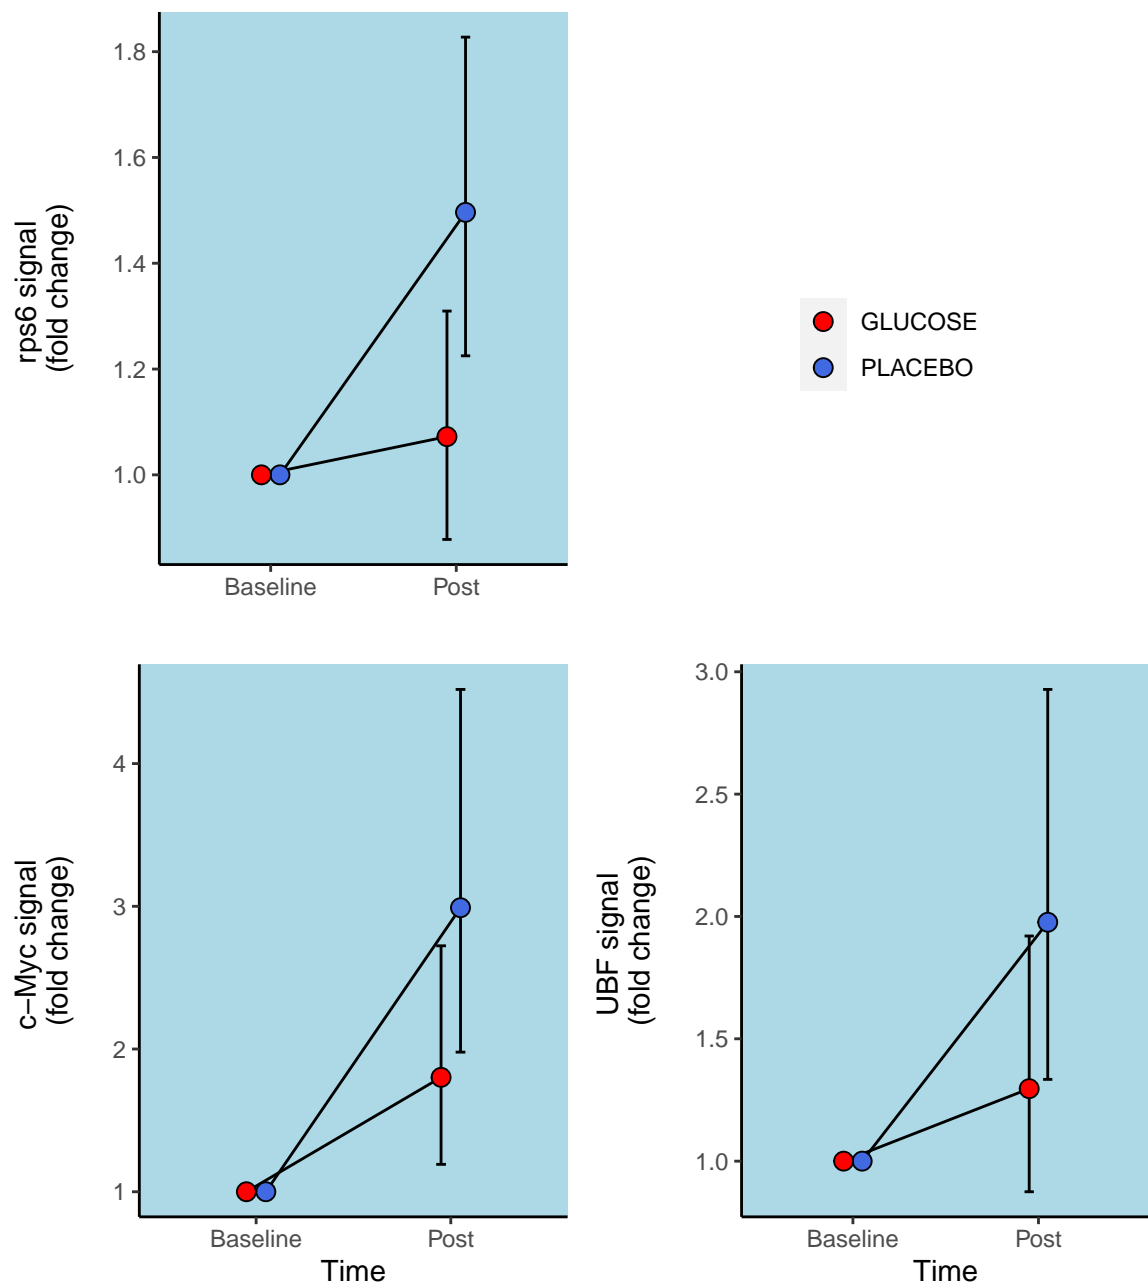 rps6 signal
(fold change)
1.8
1.6
1.4
1.2
1.0
Baseline Post
GLUCOSE
PLACEBO
c−Myc signal
(fold change)
4
3
2
1
Baseline Post
Time
UBF signal
(fold change)
3.0
2.5
2.0
1.5
1.0
Baseline Post
Time